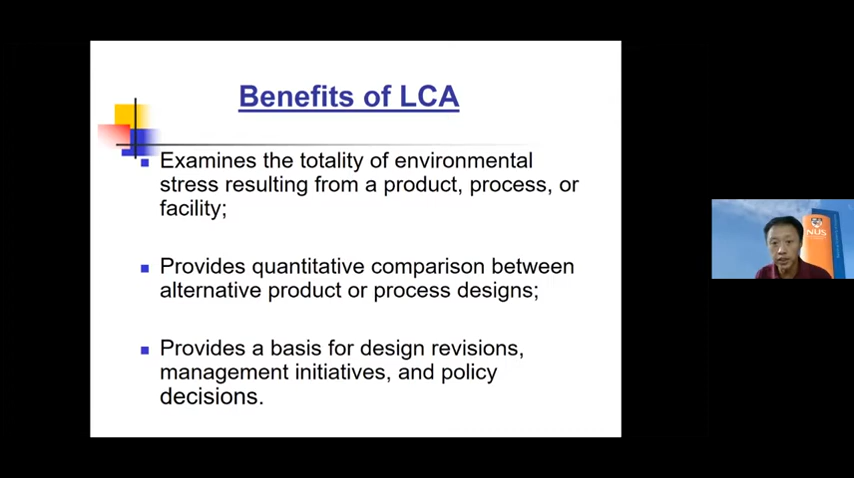 Benefits of LCA
Examines the totality of environmental
stress resulting from a product, process, or
facility;
Provides quantitative comparison between
alternative product or process designs;
Provides a basis for design revisions,
management initiatives, and policy
decisions.
NUS